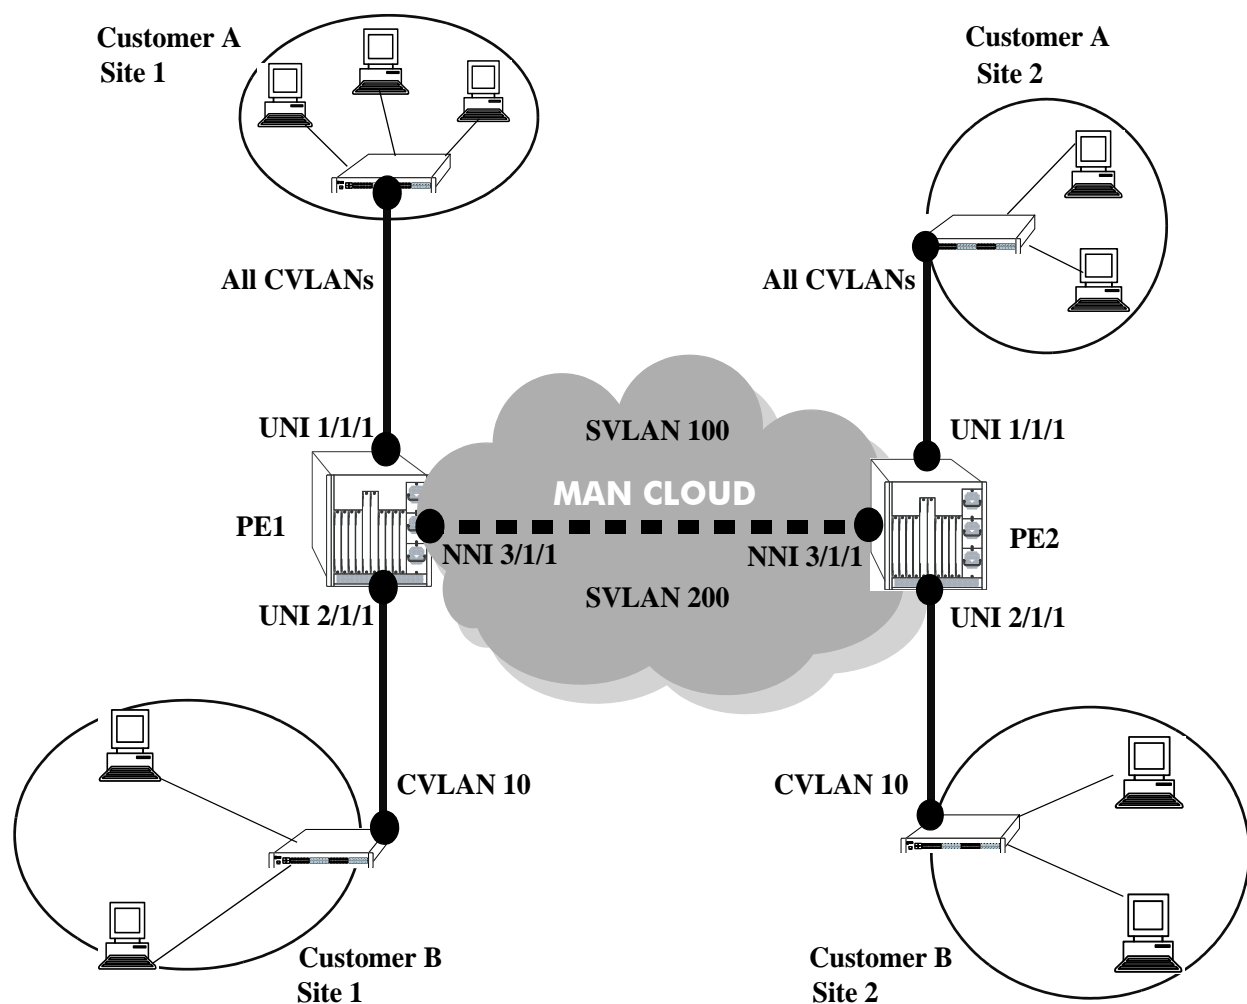 Customer A
Site 1
Customer A
Site 2
All CVLANs
All CVLANs
UNI 1/1/1
SVLAN 100
UNI 1/1/1
MAN CLOUD
PE1
PE2
NNI 3/1/1
NNI 3/1/1
UNI 2/1/1
SVLAN 200
UNI 2/1/1
CVLAN 10
CVLAN 10
Customer B
Site 1
Customer B
Site 2